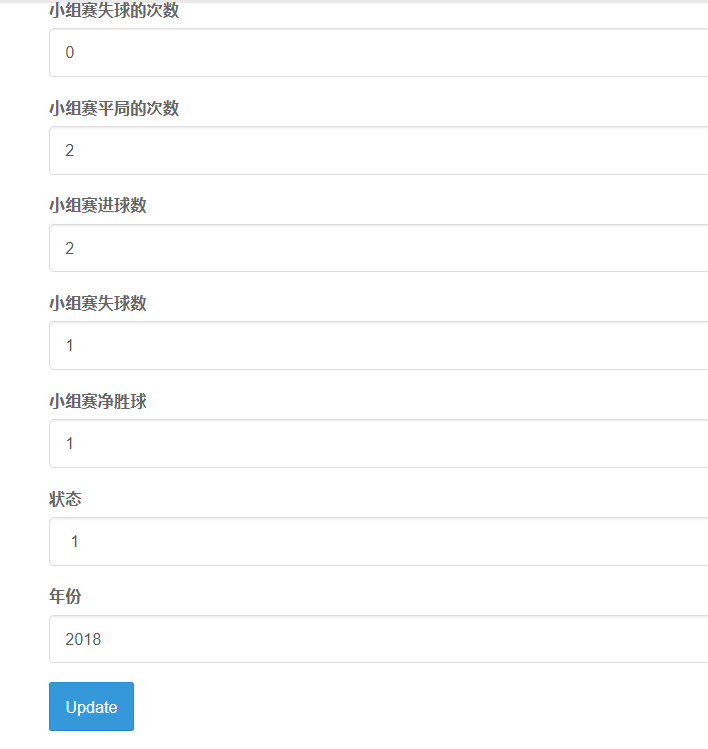 小组赛失球的次数
0
小组赛平局的次数
2
小组赛进球数
2
小组赛失球数
1
小组赛净胜球
1
状态
1
年份
2018
Update